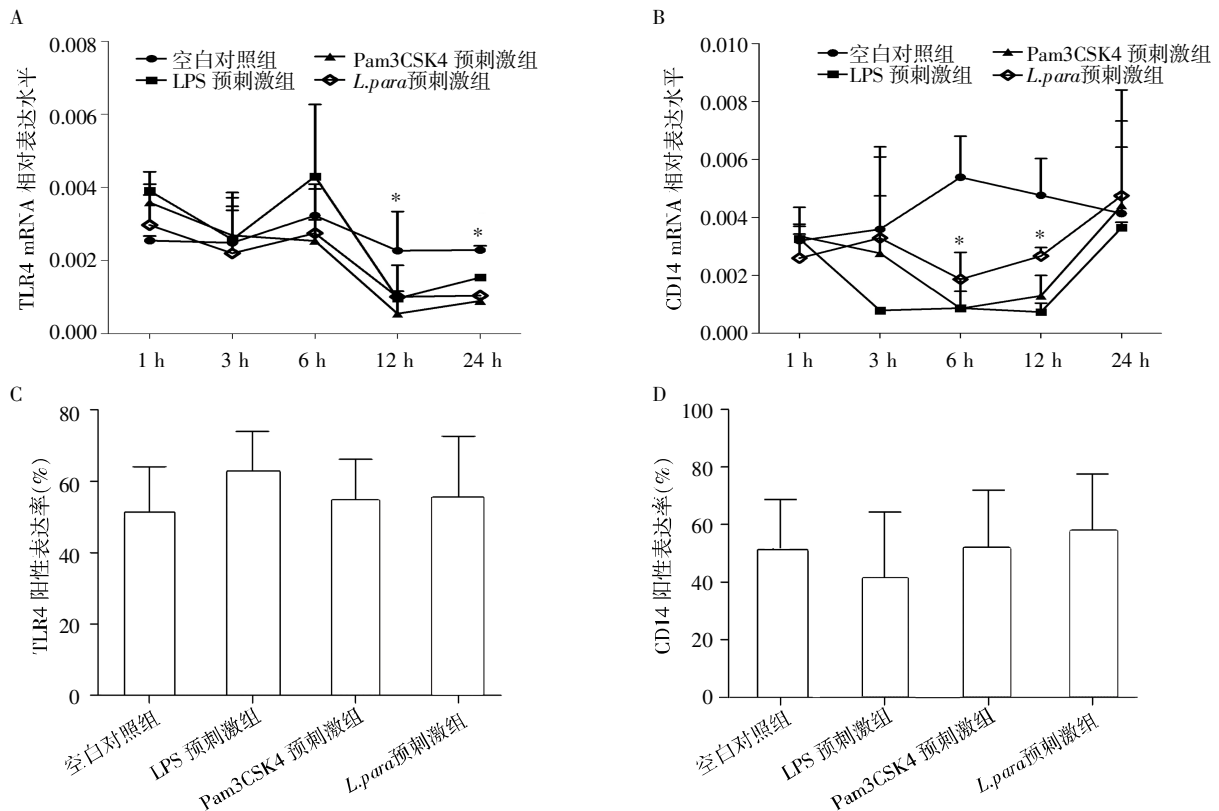 A
TLR4 mRNA 相对表达水平
0.008
0.006
0.004
0.002
0.000
空白对照组
Pam3CSK4 预刺激组
LPS 预刺激组
L.para预刺激组
*
*
1 h 3 h 6 h 12 h 24 h
B
CD14 mRNA 相对表达水平
0.010
0.008
0.006
0.004
0.002
0.000
空白对照组
Pam3CSK4 预刺激组
LPS 预刺激组
L.para预刺激组
*
*
1 h 3 h 6 h 12 h 24 h
C
TLR4 阳性表达率(%)
80
60
40
20
0
空白对照组
LPS 预刺激组
Pam3CSK4 预刺激组
L.para预刺激组
D
CD14 阳性表达率(%)
100
80
60
40
20
0
空白对照组
LPS 预刺激组
Pam3CSK4 预刺激组
L.para预刺激组